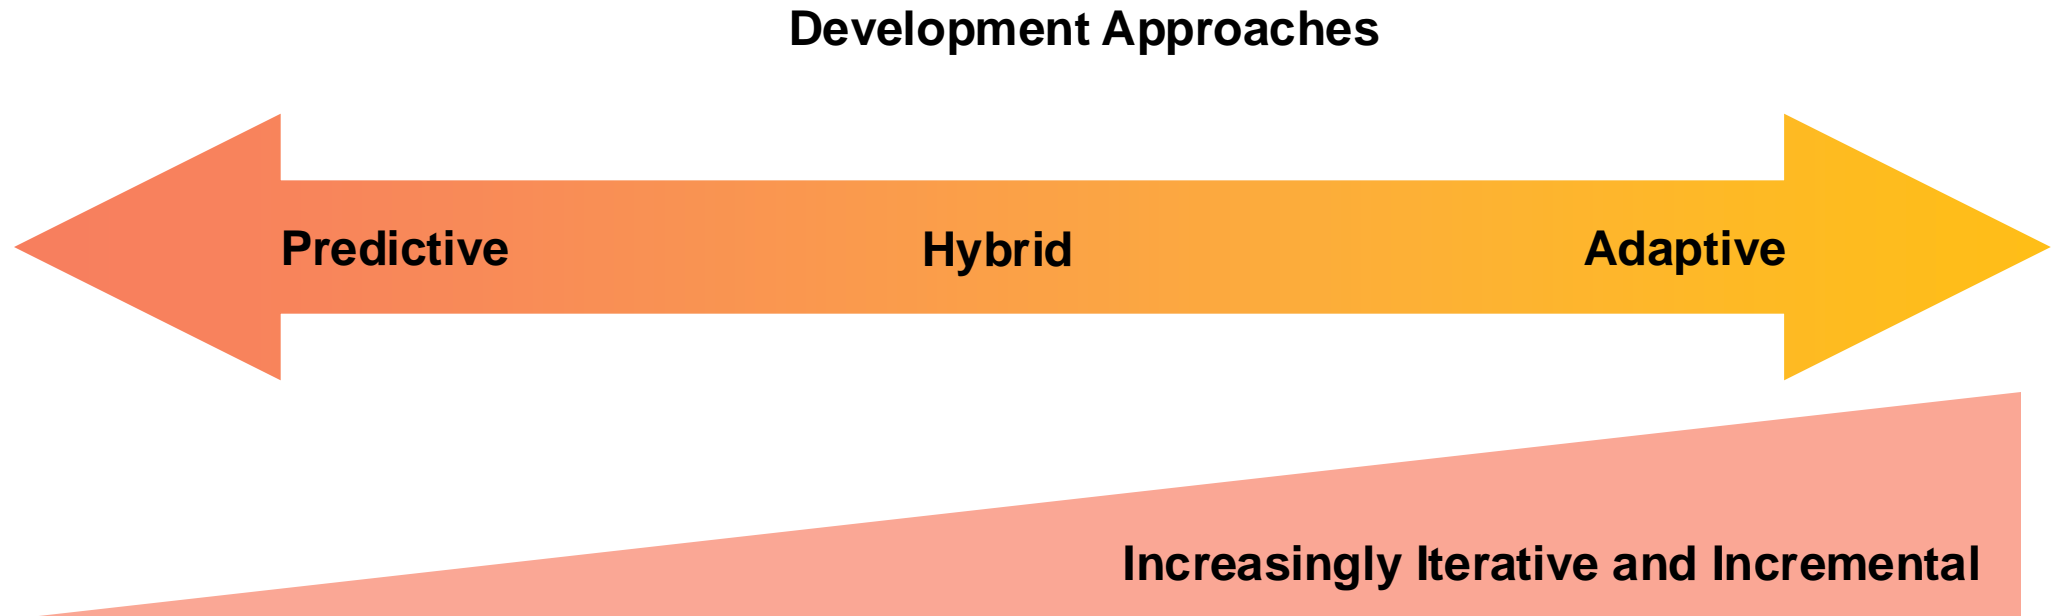 Development Approaches
Predictive
Hybrid
Adaptive
Increasingly Iterative and Incremental